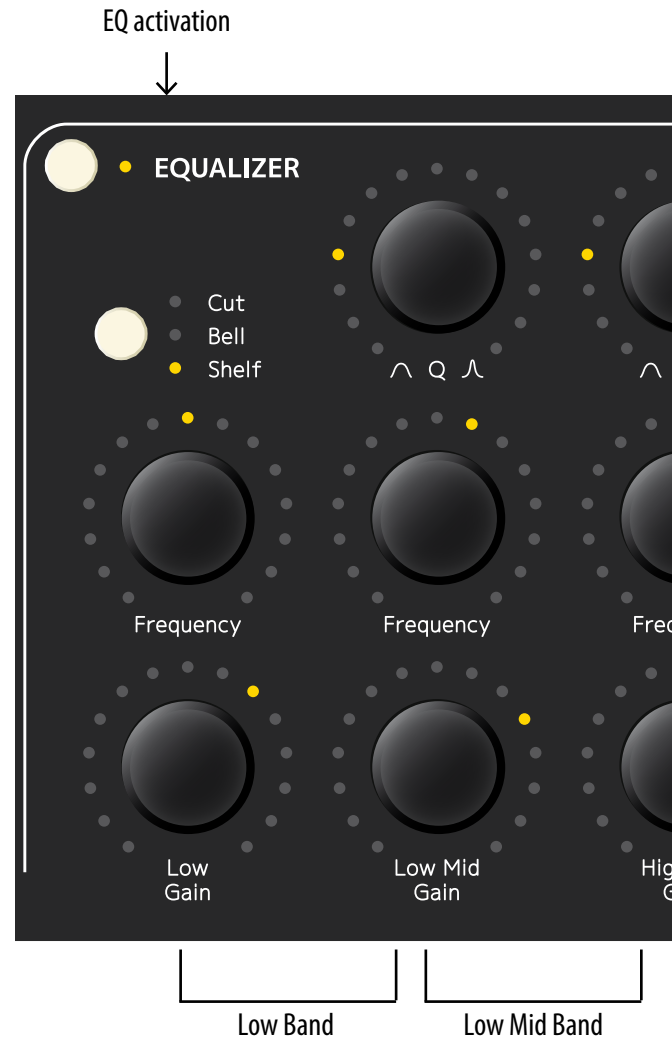 EQ activation
EQUALIZER
Cut
Bell
Shelf
Q
Frequency
Frequency
Low
Gain
Low Mid
Gain
Low Band
Low Mid Band